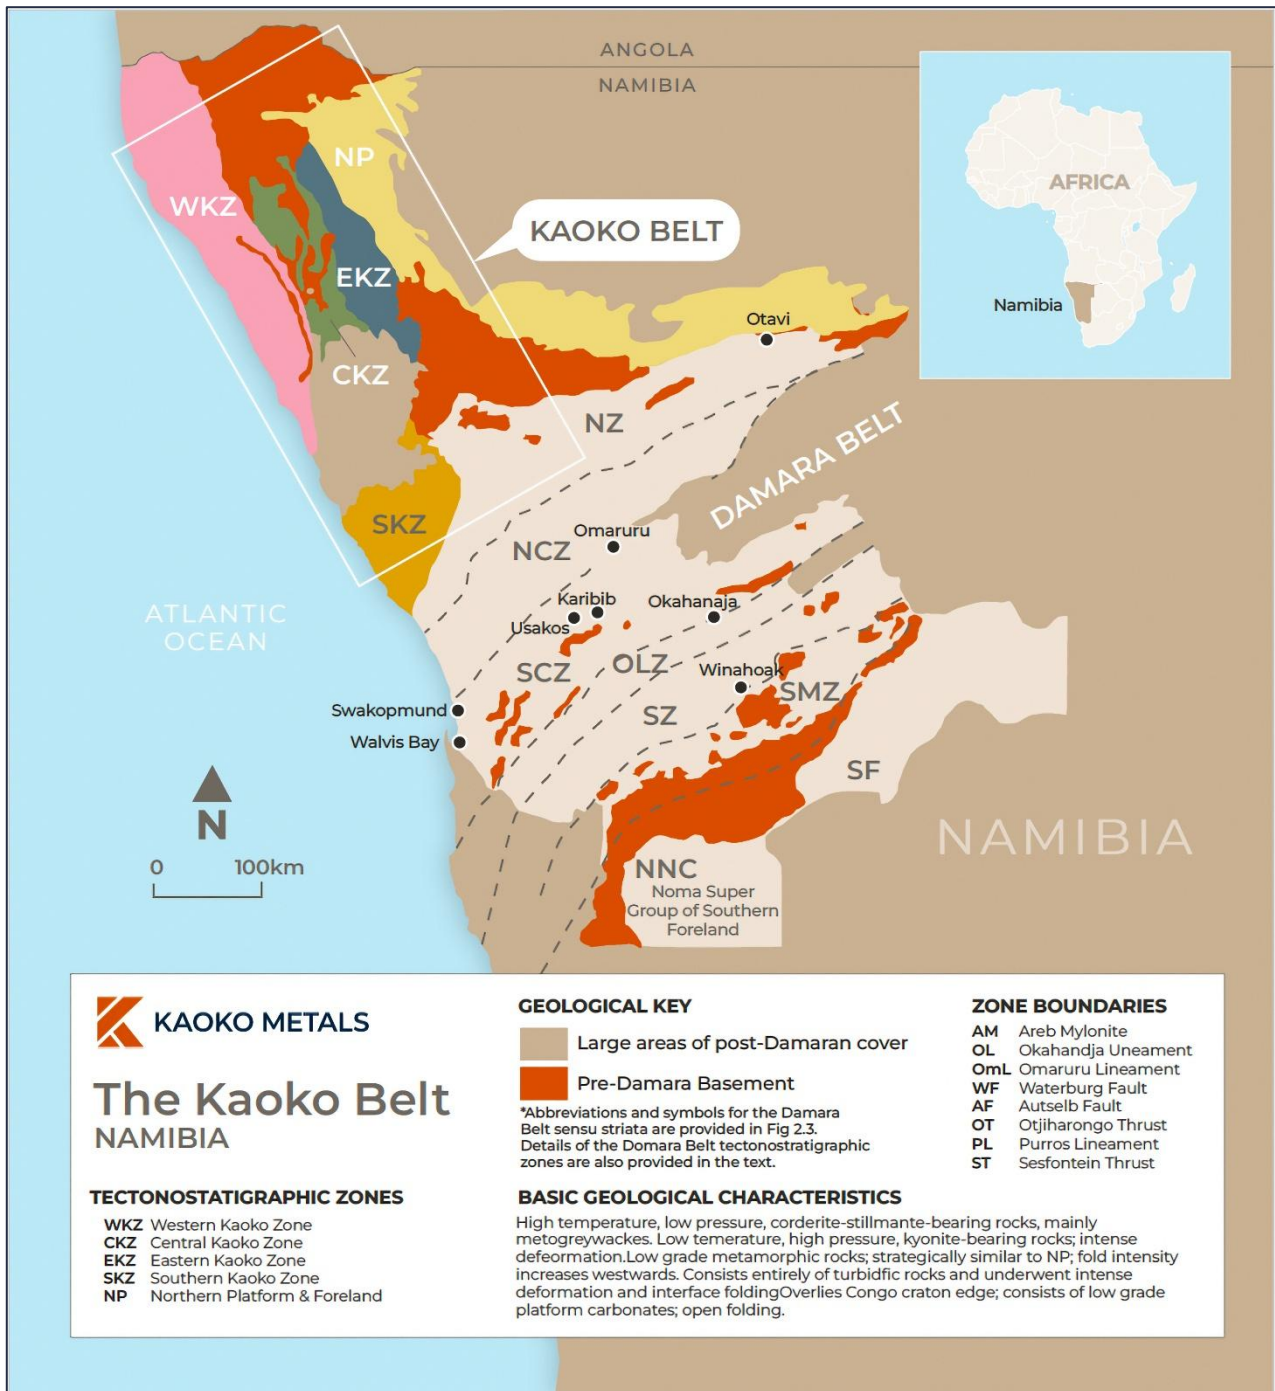 ANGOLA
NAMIBIA
AFRICA
Namibia
NP
WKZ
KAOKO BELT
EKZ
Otavi
CKZ
NZ
DAMARA BELT
SKZ
Omaruru
NCZ
ATLANTIC
OCEAN
Karibib
Okahanaja
Usakos
SCZ
OLZ
Winahoak
SMZ
Swakopmund
SZ
Walvis Bay
SF
N
NAMIBIA
0 100km
NNC
Noma Super
Group of Southern
Foreland
KAOKO METALS
The Kaoko Belt
NAMIBIA
TECTONOSTATIGRAPHIC ZONES
WKZ Western Kaoko Zone
CKZ Central Kaoko Zone
EKZ Eastern Kaoko Zone
SKZ Southern Kaoko Zone
NP Northern Platform & Foreland
GEOLOGICAL KEY
Large areas of post-Damaran cover
Pre-Damara Basement
*Abbreviations and symbols for the Damara
Belt sensu striata are provided in Fig 2.3.
Details of the Domara Belt tectonostratigraphic
zones are also provided in the text.
ZONE BOUNDARIES
AM Areb Mylonite
OL Okahandja Uneament
OmL Omaruru Lineament
WF Waterburg Fault
AF Autselb Fault
OT Otjiharongo Thrust
PL Purros Lineament
ST Sesfontein Thrust
BASIC GEOLOGICAL CHARACTERISTICS
High temperature, low pressure, corderite-stillmante-bearing rocks, mainly
metogreywackes. Low temerature, high pressure, kyonite-bearing rocks; intense
defeormation.Low grade metamorphic rocks; strategically similar to NP; fold intensity
increases westwards. Consists entirely of turbidfic rocks and underwent intense
deformation and interface foldingOverlies Congo craton edge; consists of low grade
platform carbonates; open folding.